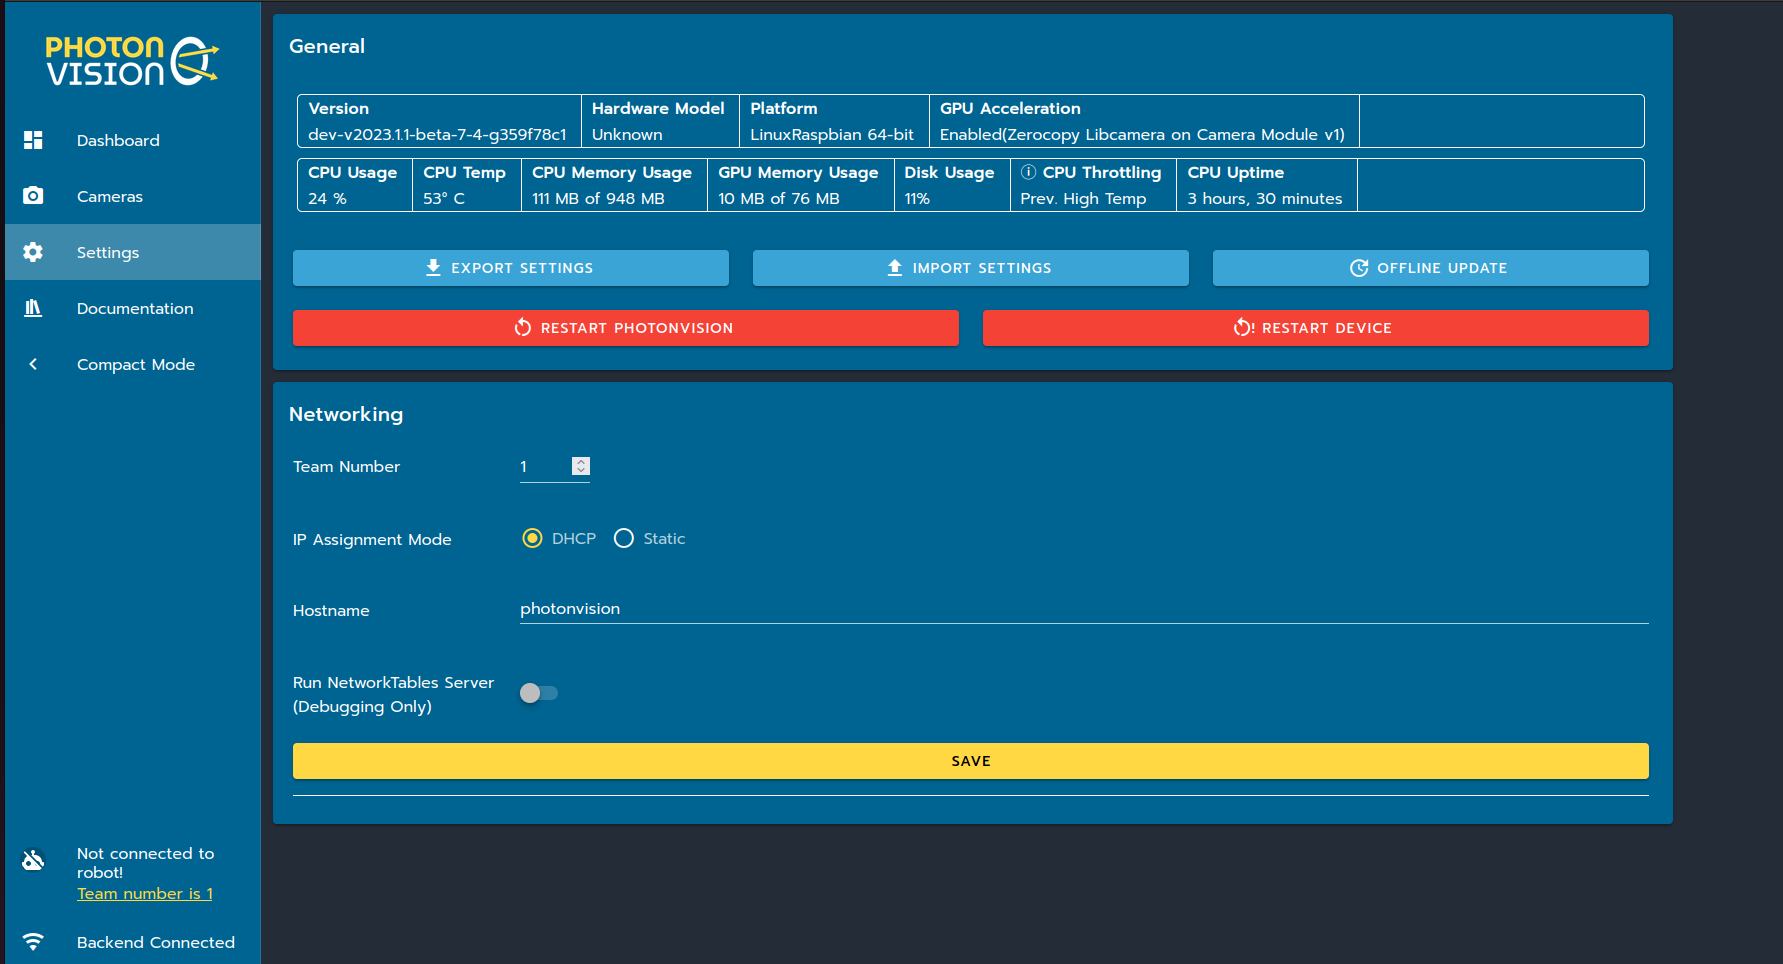 PHOTON
VISION
Dashboard
Cameras
Settings
Documentation
Compact Mode
Not connected to
robot!
Team number is 1
Backend Connected
General
Version Hardware Model Platform GPU Acceleration
dev-v2023.1.1-beta-7-4-g359f78c1 Unknown LinuxRaspbian 64-bit Enabled(Zerocopy Libcamera on Camera Module v1)
CPU Usage CPU Temp CPU Memory Usage GPU Memory Usage Disk Usage CPU Throttling CPU Uptime
24 % 53° C 111 MB of 948 MB 10 MB of 76 MB 11% Prev. High Temp 3 hours, 30 minutes
EXPORT SETTINGS IMPORT SETTINGS OFFLINE UPDATE
RESTART PHOTONVISION RESTART DEVICE
Networking
Team Number 1
IP Assignment Mode DHCP Static
Hostname photonvision
Run NetworkTables Server
(Debugging Only)
SAVE